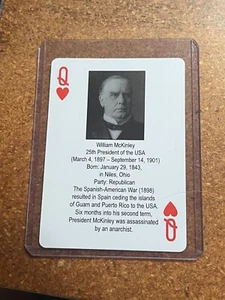 Q
William McKinley
25th President of the USA
(March 4, 1897 – September 14, 1901)
Born: January 29, 1843,
in Niles, Ohio
Party: Republican
The Spanish-American War (1898)
resulted in Spain ceding the islands
of Guam and Puerto Rico to the USA.
Six months into his second term,
President McKinley was assassinated
by an anarchist.
Q